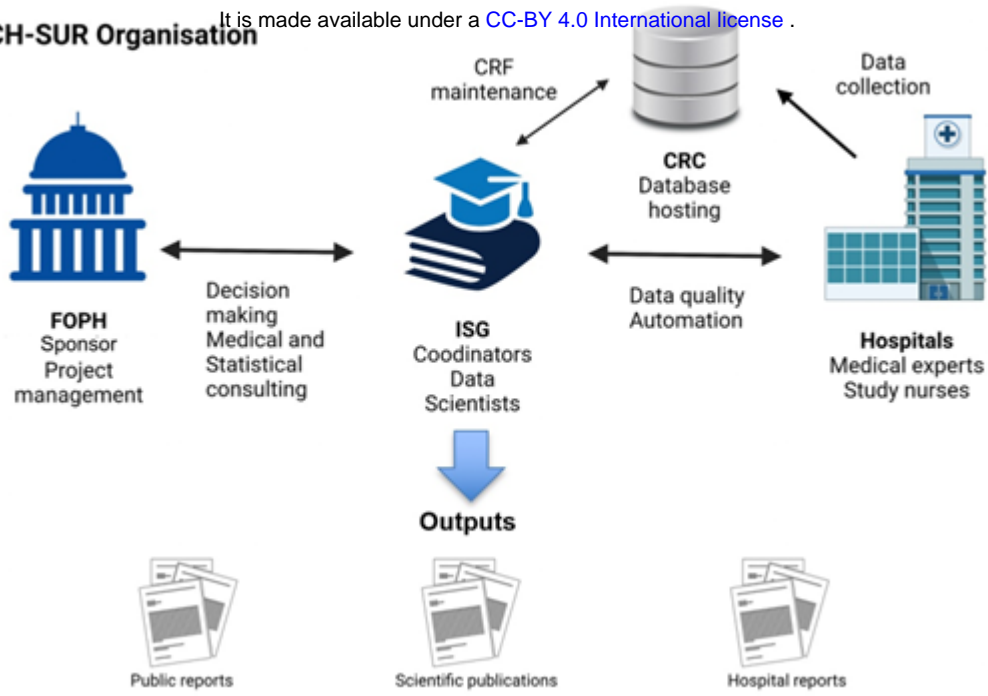 It is made available under a CC-BY 4.0 International license .
CH-SUR Organisation
CRF
maintenance
Data
collection
CRC
Database
hosting
Decision
making
Medical and
Statistical
consulting
Data quality
Automation
FOPH
Sponsor
Project
management
ISG
Coodinators
Data
Scientists
Hospitals
Medical experts
Study nurses
Outputs
Public reports
Scientific publications
Hospital reports